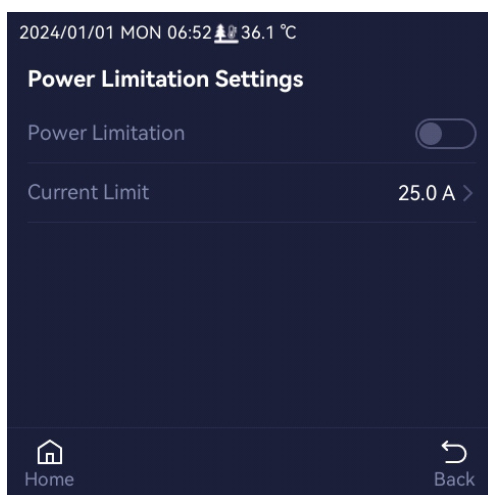 2024/01/01 MON 06:52 36.1 ℃
Power Limitation Settings
Power Limitation
Current Limit 25.0 A
Home Back